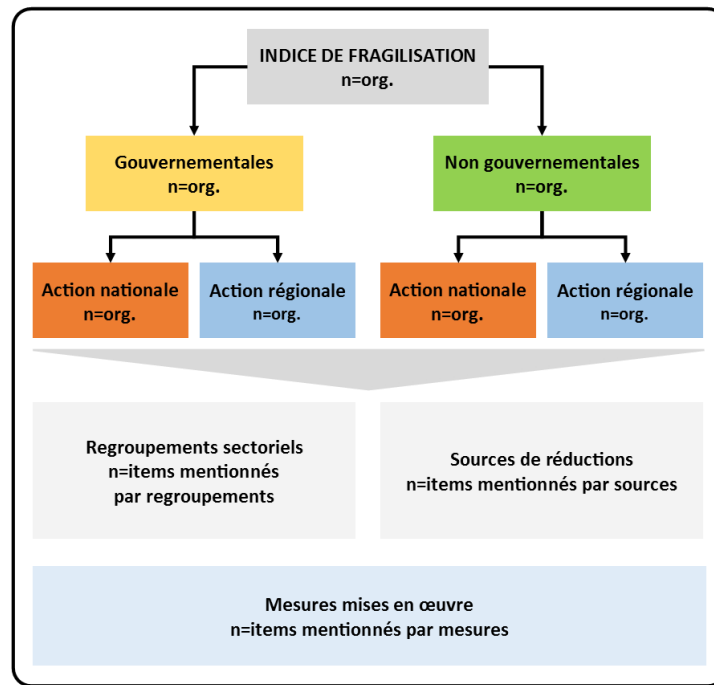 INDICE DE FRAGILISATION
n=org.
Gouvernementales
n=org.
Non gouvernementales
n=org.
Action nationale
n=org.
Action régionale
n=org.
Action nationale
n=org.
Action régionale
n=org.
Regroupements sectoriels
n=items mentionnés
par regroupements
Sources de réductions
n=items mentionnés par sources
Mesures mises en œuvre
n=items mentionnés par mesures